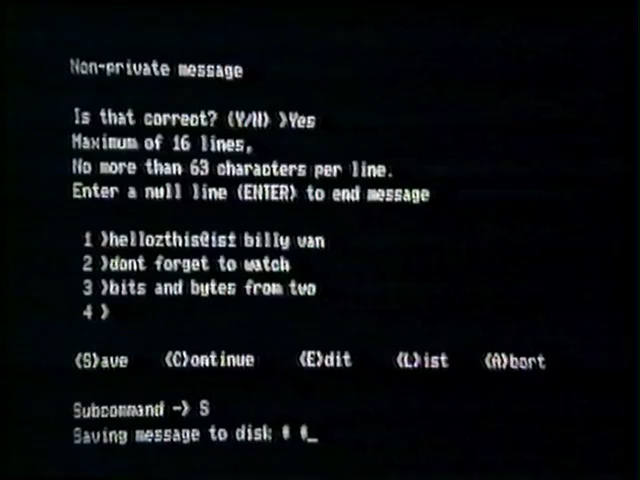 Non-private message
Is that correct? (Y/N) >Yes
Maximum of 16 lines,
No more than 63 characters per line.
Enter a null line (ENTER) to end message
1 >hellozthis@ist billy van
2 >dont forget to watch
3 >bits and bytes from tvo
4 >
(S)ave (C)ontinue (E)dit (L)ist (A)bort
Subcommand -> S
Saving message to disk # #_